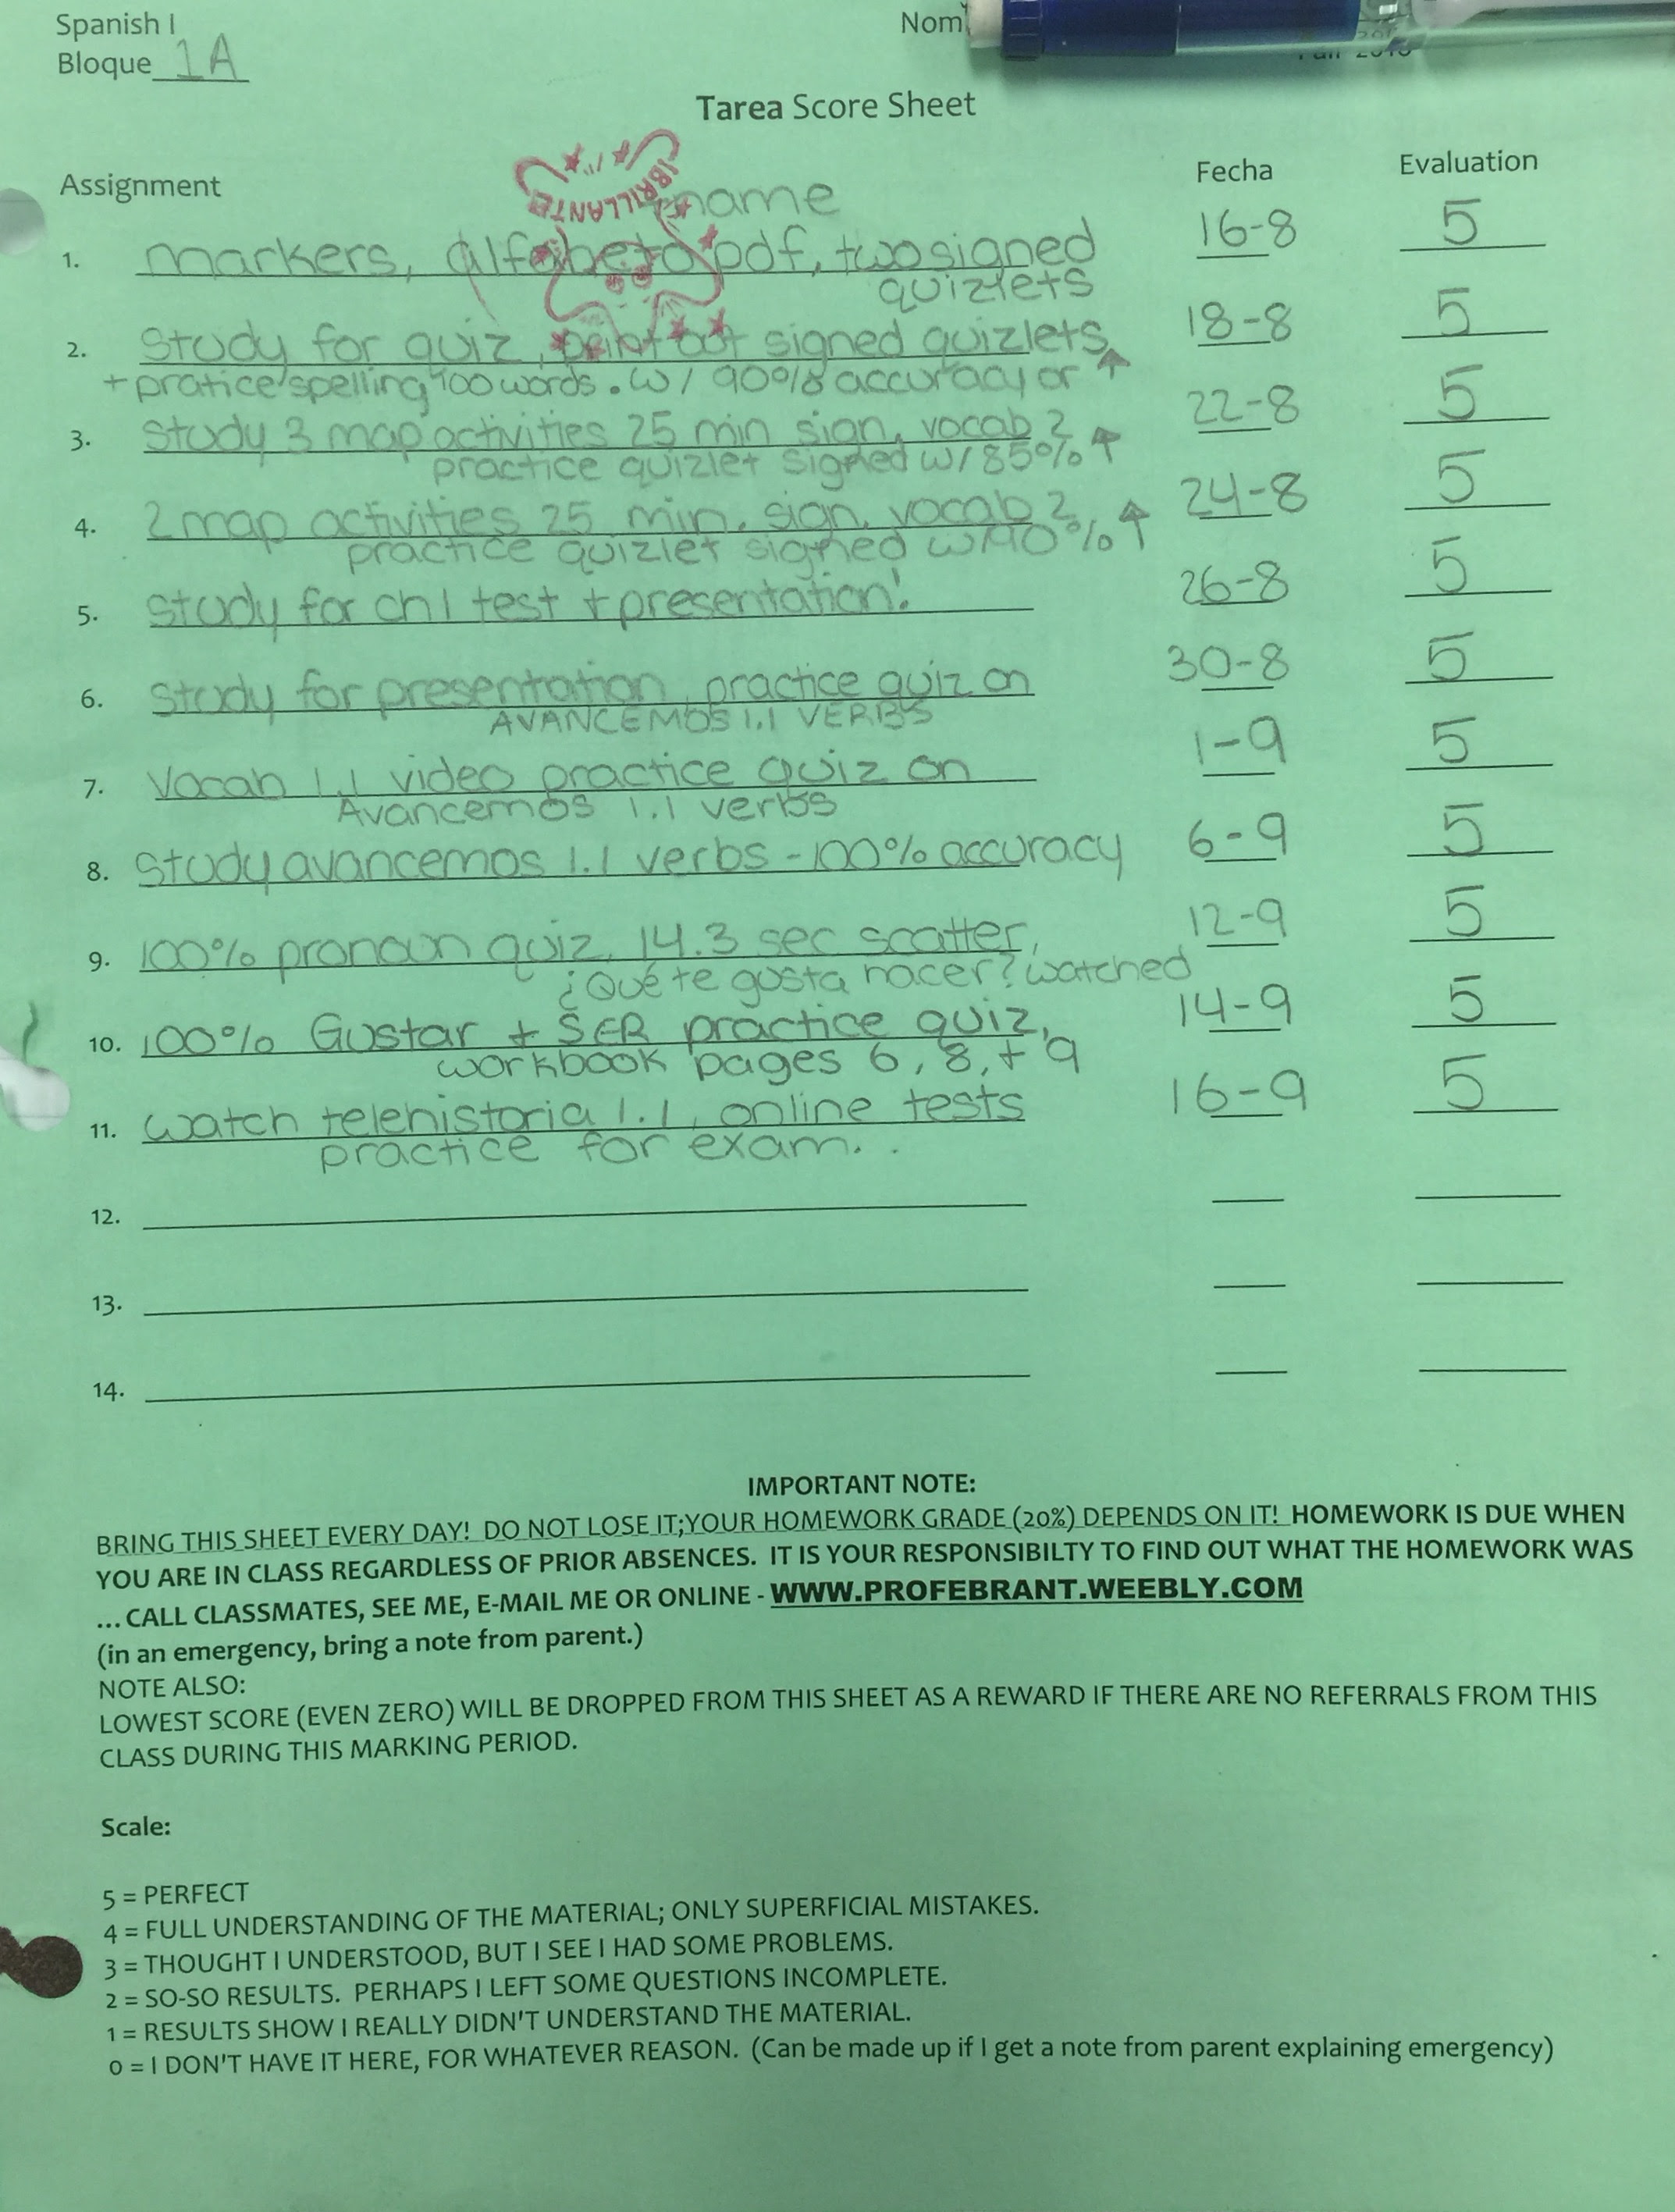 Spanish I
Nom
Bloque 1A
Tarea Score Sheet
Assignment
Fecha
Evaluation
¡BRILLANTE
name
1. markers, alfabeto pdf, two signed 16-8 5
quizlets
2. Study for quiz, print out signed quizlets 18-8 5
+ pratice spelling 100 words. w/ 90% accuracy or ↑
3. Study 3 map activities 25 min sign, vocab 2 22-8 5
practice quizlet signed w/ 85% ↑
4. 2 map activities 25 min. sign, vocab 2 24-8 5
practice quizlet signed w/ 90% ↑
5. study for ch 1 test + presentation! 26-8 5
6. Study for presentation, practice quiz on 30-8 5
AVANCEMOS 1.1 VERBS
7. Vocab 1.1 video practice quiz on 1-9 5
Avancemos 1.1 verbs
8. Study avancemos 1.1 verbs - 100% accuracy 6-9 5
9. 100% pronoun quiz, 14.3 sec scatter, 12-9 5
¿Qué te gusta hacer? watched
10. 100% Gustar + SER practice quiz, 14-9 5
workbook pages 6, 8, + 9
11. watch telehistoria 1.1, online tests 16-9 5
practice for exam..
12.
13.
14.
IMPORTANT NOTE:
BRING THIS SHEET EVERY DAY! DO NOT LOSE IT;YOUR HOMEWORK GRADE (20%) DEPENDS ON IT! HOMEWORK IS DUE WHEN
YOU ARE IN CLASS REGARDLESS OF PRIOR ABSENCES. IT IS YOUR RESPONSIBILTY TO FIND OUT WHAT THE HOMEWORK WAS
... CALL CLASSMATES, SEE ME, E-MAIL ME OR ONLINE - WWW.PROFEBRANT.WEEBLY.COM
(in an emergency, bring a note from parent.)
NOTE ALSO:
LOWEST SCORE (EVEN ZERO) WILL BE DROPPED FROM THIS SHEET AS A REWARD IF THERE ARE NO REFERRALS FROM THIS
CLASS DURING THIS MARKING PERIOD.
Scale:
5 = PERFECT
4 = FULL UNDERSTANDING OF THE MATERIAL; ONLY SUPERFICIAL MISTAKES.
3 = THOUGHT I UNDERSTOOD, BUT I SEE I HAD SOME PROBLEMS.
2 = SO-SO RESULTS. PERHAPS I LEFT SOME QUESTIONS INCOMPLETE.
1 = RESULTS SHOW I REALLY DIDN'T UNDERSTAND THE MATERIAL.
0 = I DON'T HAVE IT HERE, FOR WHATEVER REASON. (Can be made up if I get a note from parent explaining emergency)